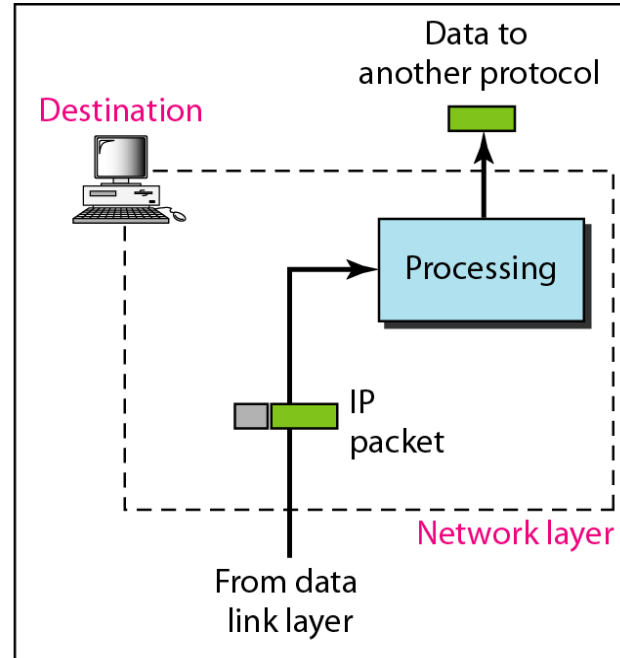 Data to
another protocol
Destination
Processing
IP
packet
Network layer
From data
link layer